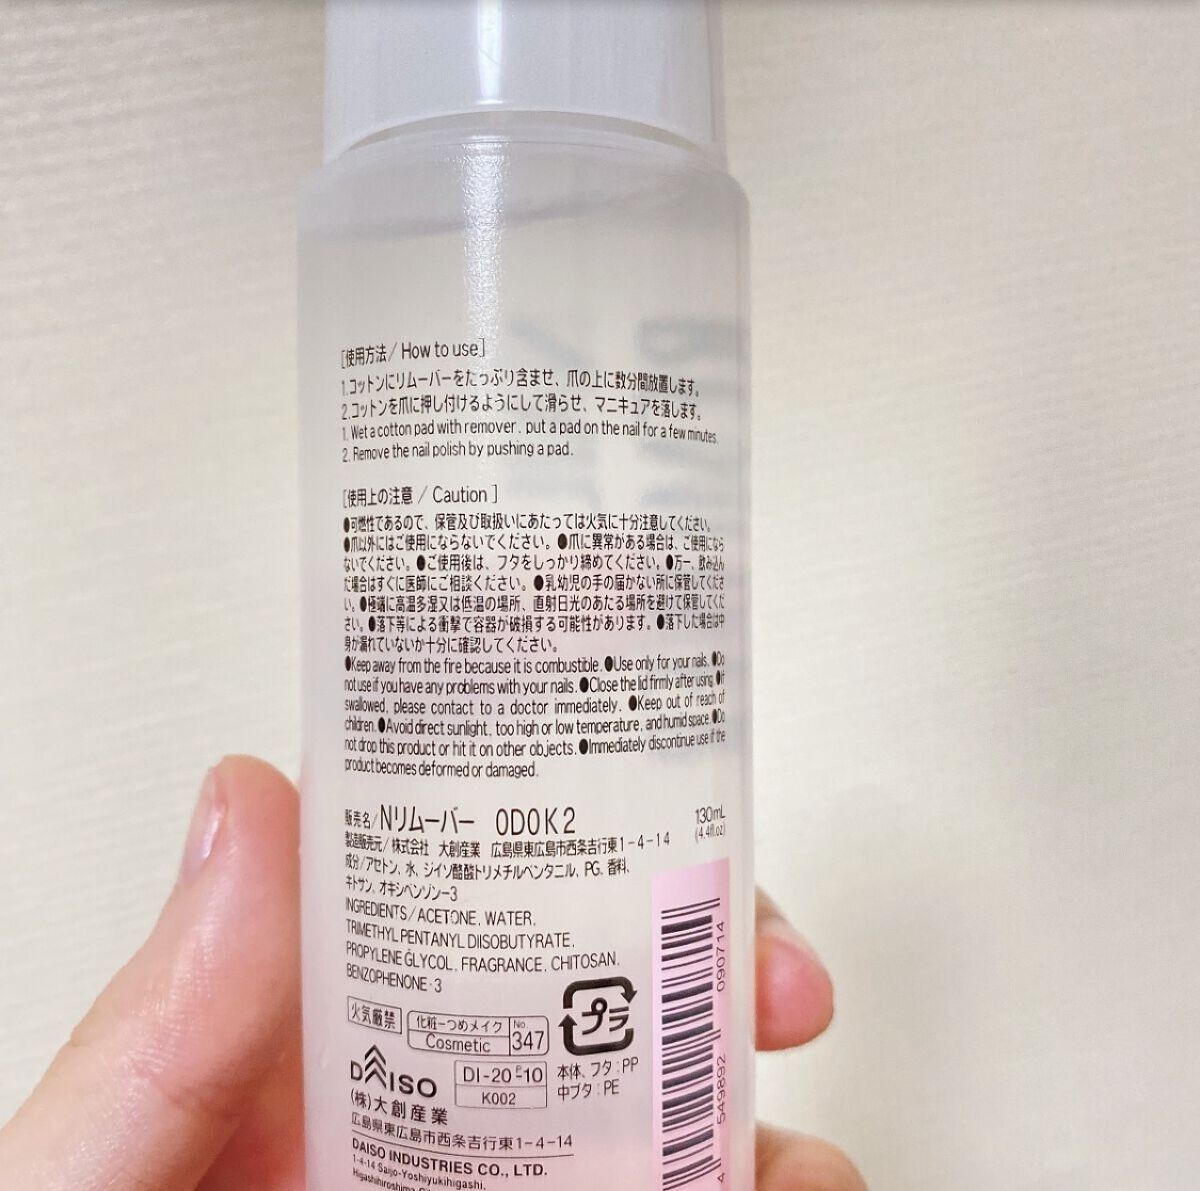 [使用方法/How to use]
1.コットンにリムーバーをたっぷり含ませ、爪の上に数分間放置します。
2.コットンを爪に押し付けるようにして滑らせ、マニキュアを落します。
1. Wet a cotton pad with remover. put a pad on the nail for a few minutes.
2. Remove the nail polish by pushing a pad.
[使用上の注意 / Caution]
●可燃性であるので、保管及び取扱いにあたっては火気に十分注意してください。
●爪以外にはご使用にならないでください。●爪に異常がある場合は、ご使用になら
ないでください。●ご使用後は、フタをしっかり締めてください。●万一、飲み込ん
だ場合はすぐに医師にご相談ください。●乳幼児の手の届かない所に保管してくださ
い。●極端に高温多湿又は低温の場所、直射日光のあたる場所を避けて保管してくだ
さい。●落下等による衝撃で容器が破損する可能性があります。●落下した場合は中
身が漏れていないか十分に確認してください。
●Keep away from the fire because it is combustible. ●Use only for your nails. ●Do
not use if you have any problems with your nails. ●Close the lid firmly after using. ●If
swallowed, please contact to a doctor immediately. ●Keep out of reach of
children. ●Avoid direct sunlight, too high or low temperature, and humid space. ●Do
not drop this product or hit it on other objects. ●Immediately discontinue use if the
product becomes deformed or damaged.
販売名/Nリムーバー ODOK2 130mL
(4.4fl.oz)
製造販売元/株式会社 大創産業 広島県東広島市西条吉行東1-4-14
成分/アセトン、水、ジイソ酪酸トリメチルペンタニル、PG、香料、
キトサン、オキシベンゾン-3
INGREDIENTS/ACETONE, WATER,
TRIMETHYL PENTANYL DIISOBUTYRATE,
PROPYLENE GLYCOL, FRAGRANCE, CHITOSAN,
BENZOPHENONE-3
火気厳禁
化粧-つめメイク No.
Cosmetic 347
プラ
DAISO
DI-20 P-10
K002
本体、フタ:PP
中ブタ:PE
(株)大創産業
広島県東広島市西条吉行東1-4-14
DAISO INDUSTRIES CO., LTD.
1-4-14 Saijo-Yoshiyukihigashi,
4 549892 090714